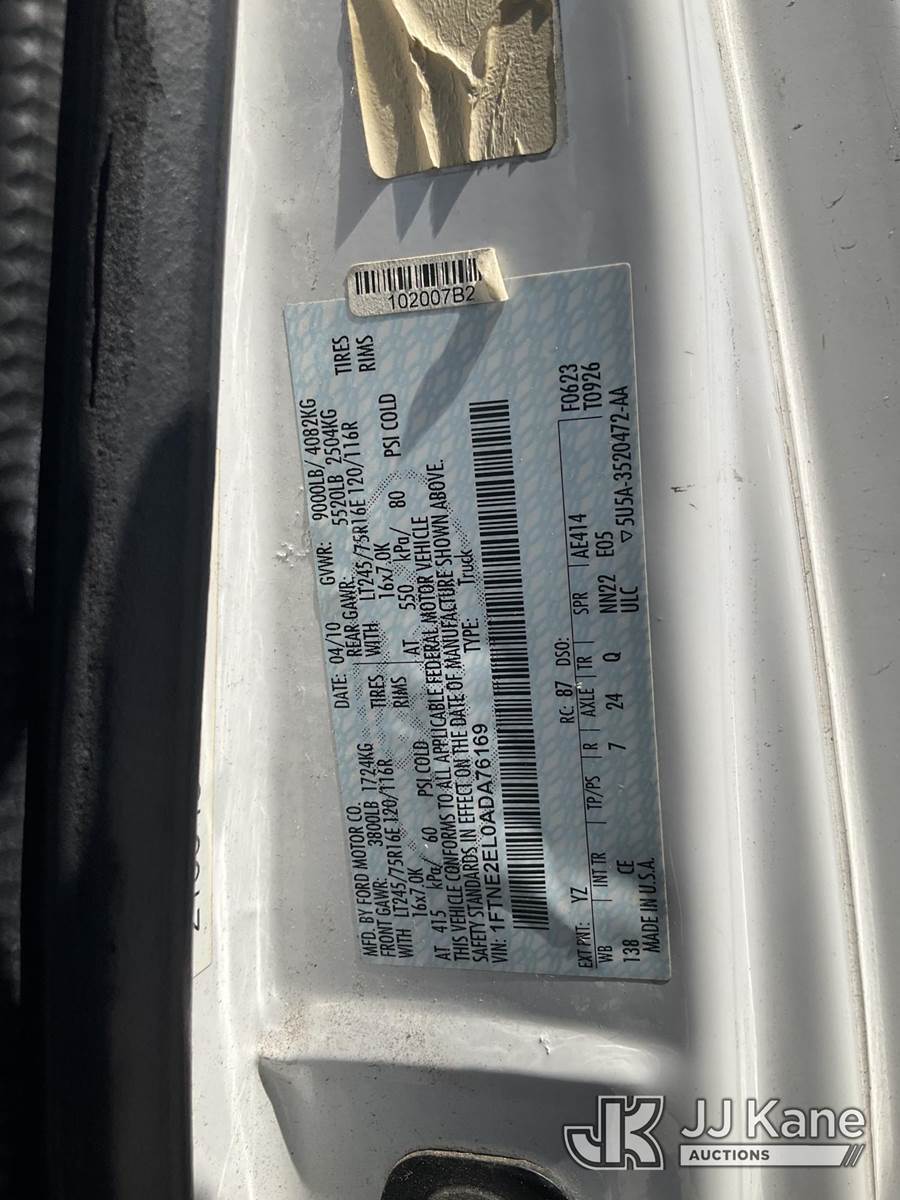 102007B2
MFD. BY FORD MOTOR CO.
DATE: 04/10 GVWR: 9000LB/ 4082KG
FRONT GAWR: 3800LB 1724KG REAR GAWR: 5520LB 2504KG
WITH LT245/75R16E 120/116R TIRES WITH LT245/75R16E 120/116R TIRES
16x7.0K RIMS 16x7.0K RIMS
AT 415 kPa/ 60 PSI COLD AT 550 kPa/ 80 PSI COLD
THIS VEHICLE CONFORMS TO ALL APPLICABLE FEDERAL MOTOR VEHICLE
SAFETY STANDARDS IN EFFECT ON THE DATE OF MANUFACTURE SHOWN ABOVE.
VIN: 1FTNE2EL0ADA76169 TYPE: Truck
EXT PNT: YZ RC: 87 DSO: F0623
WB INT TR TP/PS R AXLE TR SPR AE414 T0926
138 CE 7 24 Q NN22 E05
MADE IN U.S.A. ULC ▽5U5A-3520472-AA
JK JJ Kane
AUCTIONS